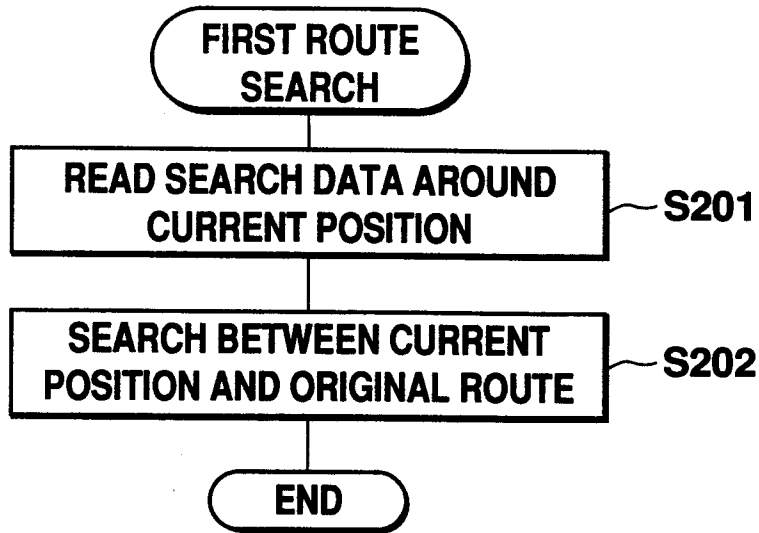 FIRST ROUTE
SEARCH
READ SEARCH DATA AROUND
CURRENT POSITION
S201
SEARCH BETWEEN CURRENT
POSITION AND ORIGINAL ROUTE
S202
END